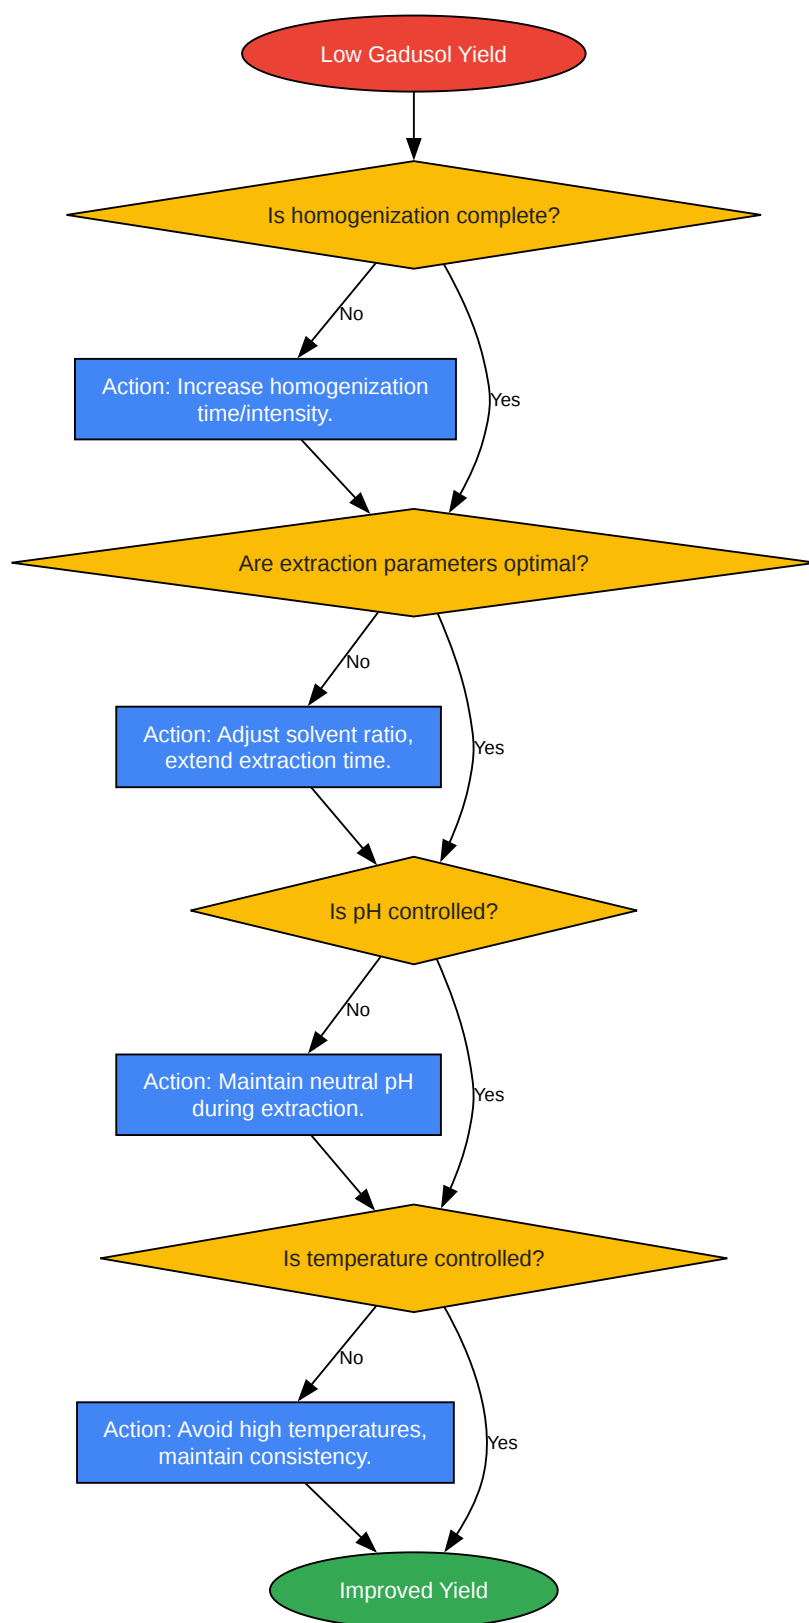 Low Gadusol Yield
Is homogenization complete?
No
Action: Increase homogenization
time/intensity.
Yes
Are extraction parameters optimal?
No
Action: Adjust solvent ratio,
extend extraction time.
Yes
Is pH controlled?
No
Action: Maintain neutral pH
during extraction.
Yes
Is temperature controlled?
No
Action: Avoid high temperatures,
maintain consistency.
Yes
Improved Yield